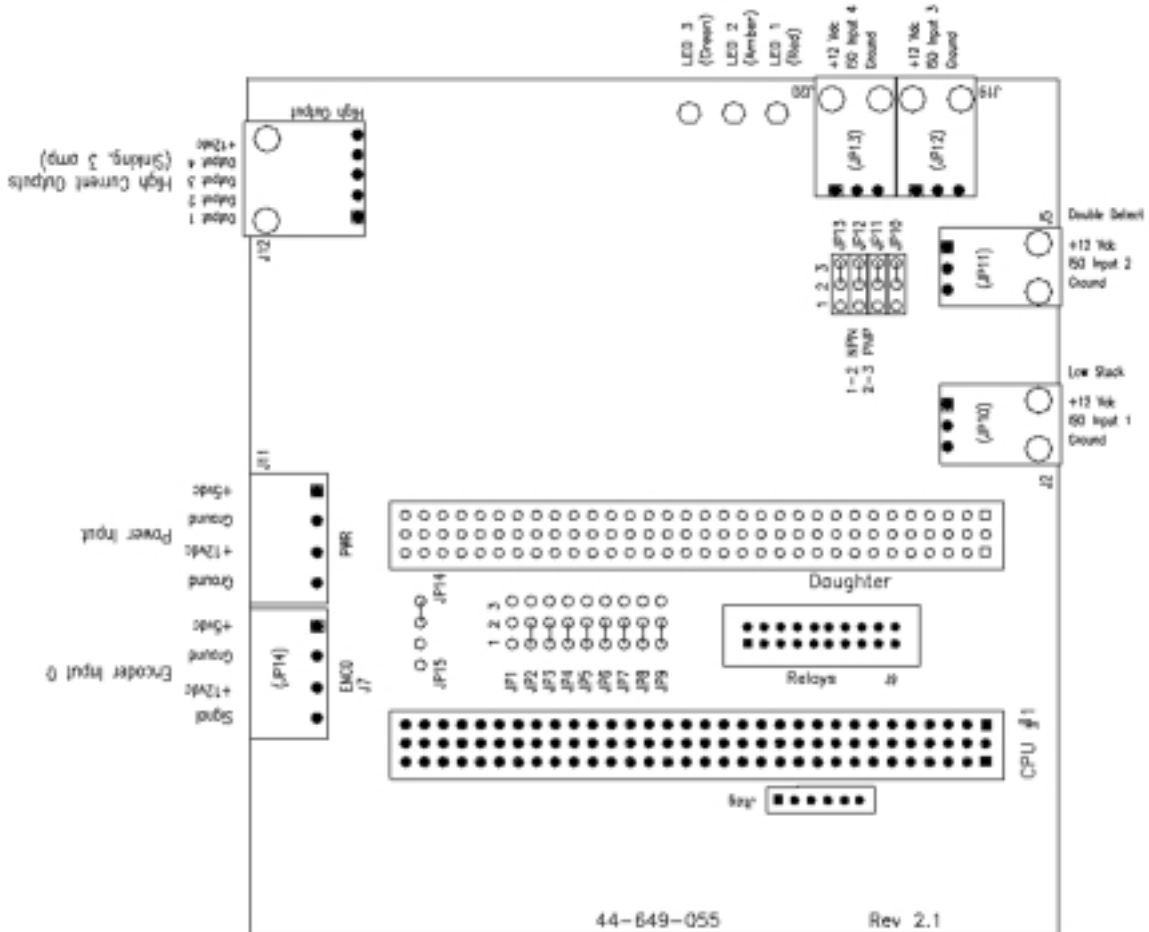 LED 3
(Green)
LED 2
(Amber)
LED 1
(Red)
+12 Vdc
ISO Input 4
Ground
+12 Vdc
ISO Input 3
Ground
J20
J19
(JP13)
(JP12)
High Output
+12vdc
Output 4
Output 3
Output 2
Output 1
High Current Outputs
(Sinking, 3 amp)
J12
J5
Double Detect
+12 Vdc
ISO Input 2
Ground
(JP11)
JP13
JP12
JP11
JP10
1 2 3
1-2 NPN
2-3 PNP
Low Stack
+12 Vdc
ISO Input 1
Ground
(JP10)
J2
J11
+5vdc
Ground
+12vdc
Ground
Power Input
PWR
Daughter
+5vdc
Ground
+12vdc
Signal
Encoder Input 0
(JP14)
ENCO
J7
JP14
JP15
1 2 3
JP1
JP2
JP3
JP4
JP5
JP6
JP7
JP8
JP9
Relays
J9
CPU
44-649-055
Rev 2.1